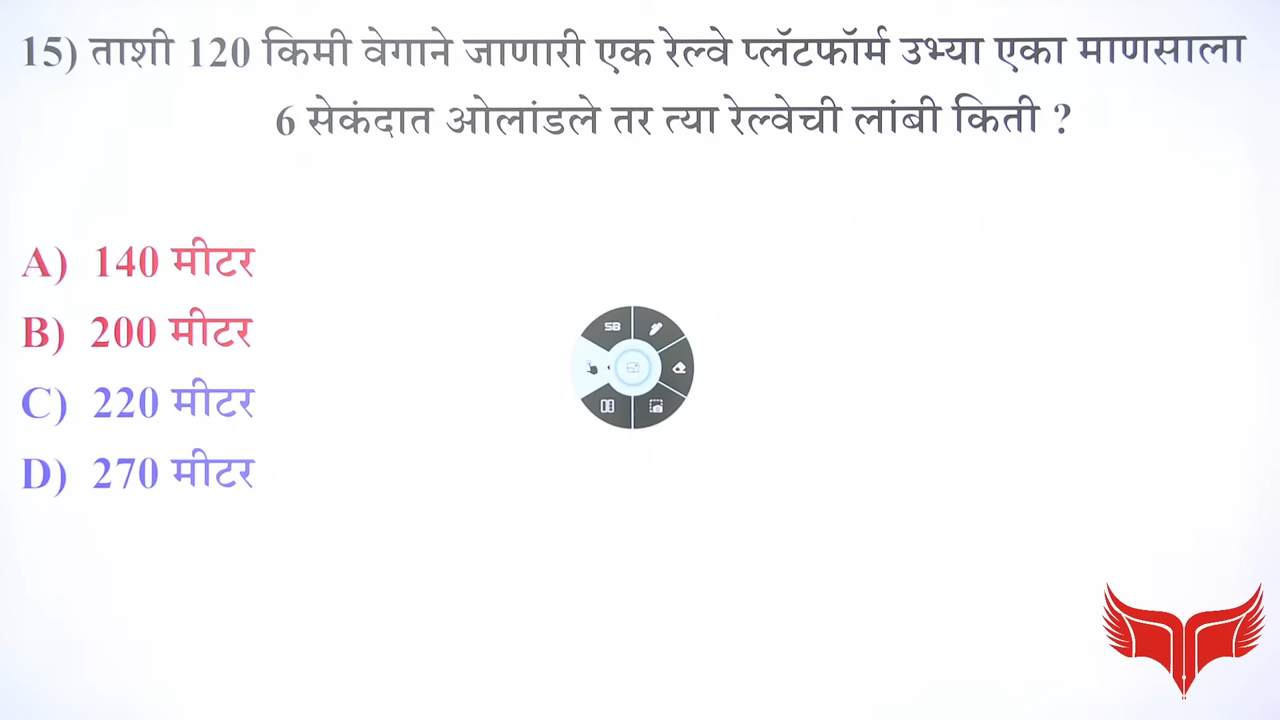 15) ताशी 120 किमी वेगाने जाणारी एक रेल्वे प्लॅटफॉर्म उभ्या एका माणसाला
6 सेकंदात ओलांडले तर त्या रेल्वेची लांबी किती ?
A) 140 मीटर
B) 200 मीटर
SB
C) 220 मीटर
D) 270 मीटर